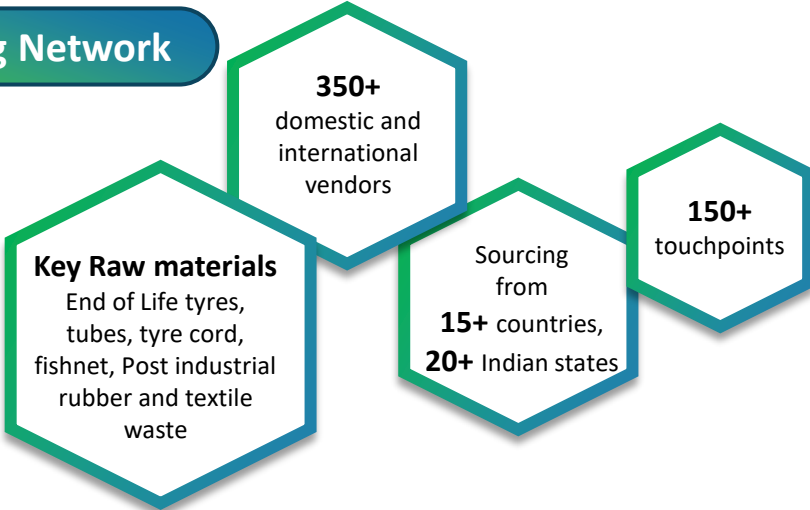 Network
350+
domestic and
international
vendors
Key Raw materials
End of Life tyres,
tubes, tyre cord,
fishnet, Post industrial
rubber and textile
waste
Sourcing
from
15+ countries,
20+ Indian states
150+
touchpoints